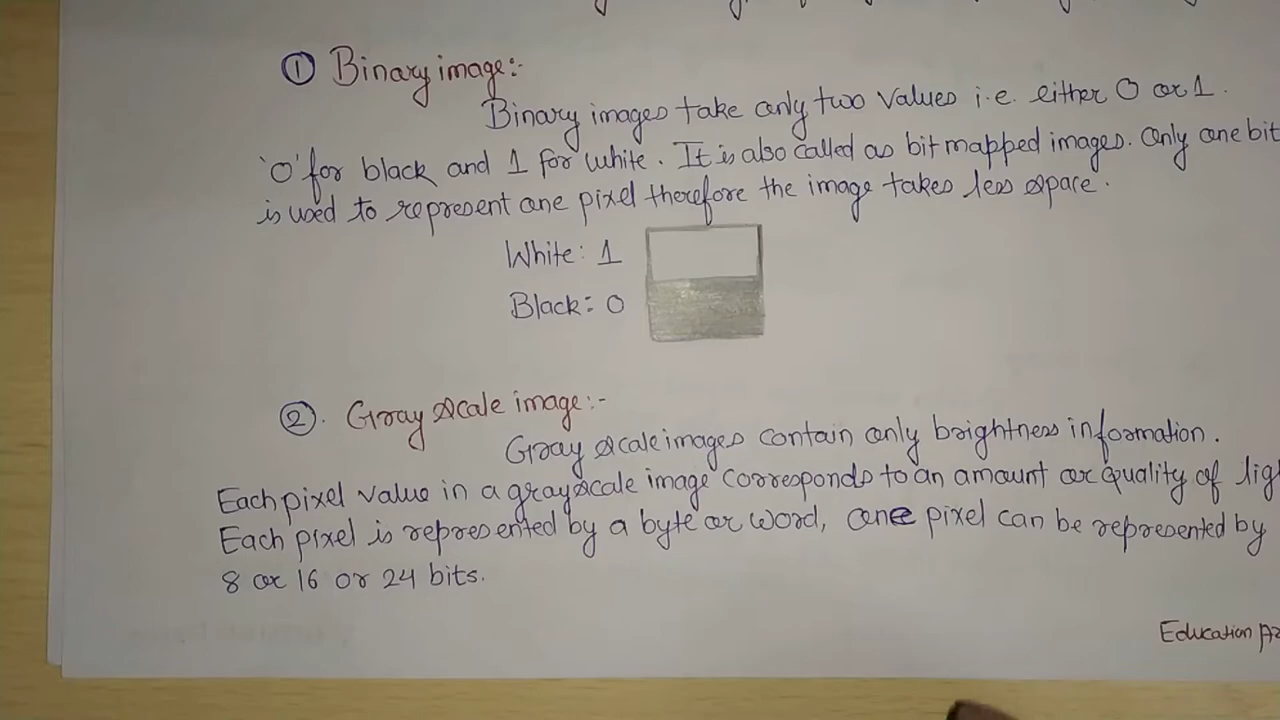 ① Binary image:-
Binary images take only two values i.e. either 0 or 1.
'0' for black and 1 for white. It is also called as bit mapped images. Only one bit
is used to represent one pixel therefore the image takes less space.
White: 1
Black: 0
②. Gray scale image:-
Gray scale images contain only brightness information.
Each pixel value in a grayscale image corresponds to an amount or quality of
Each pixel is represented by a byte or word, one pixel can be represented by
8 or 16 or 24 bits.
Education